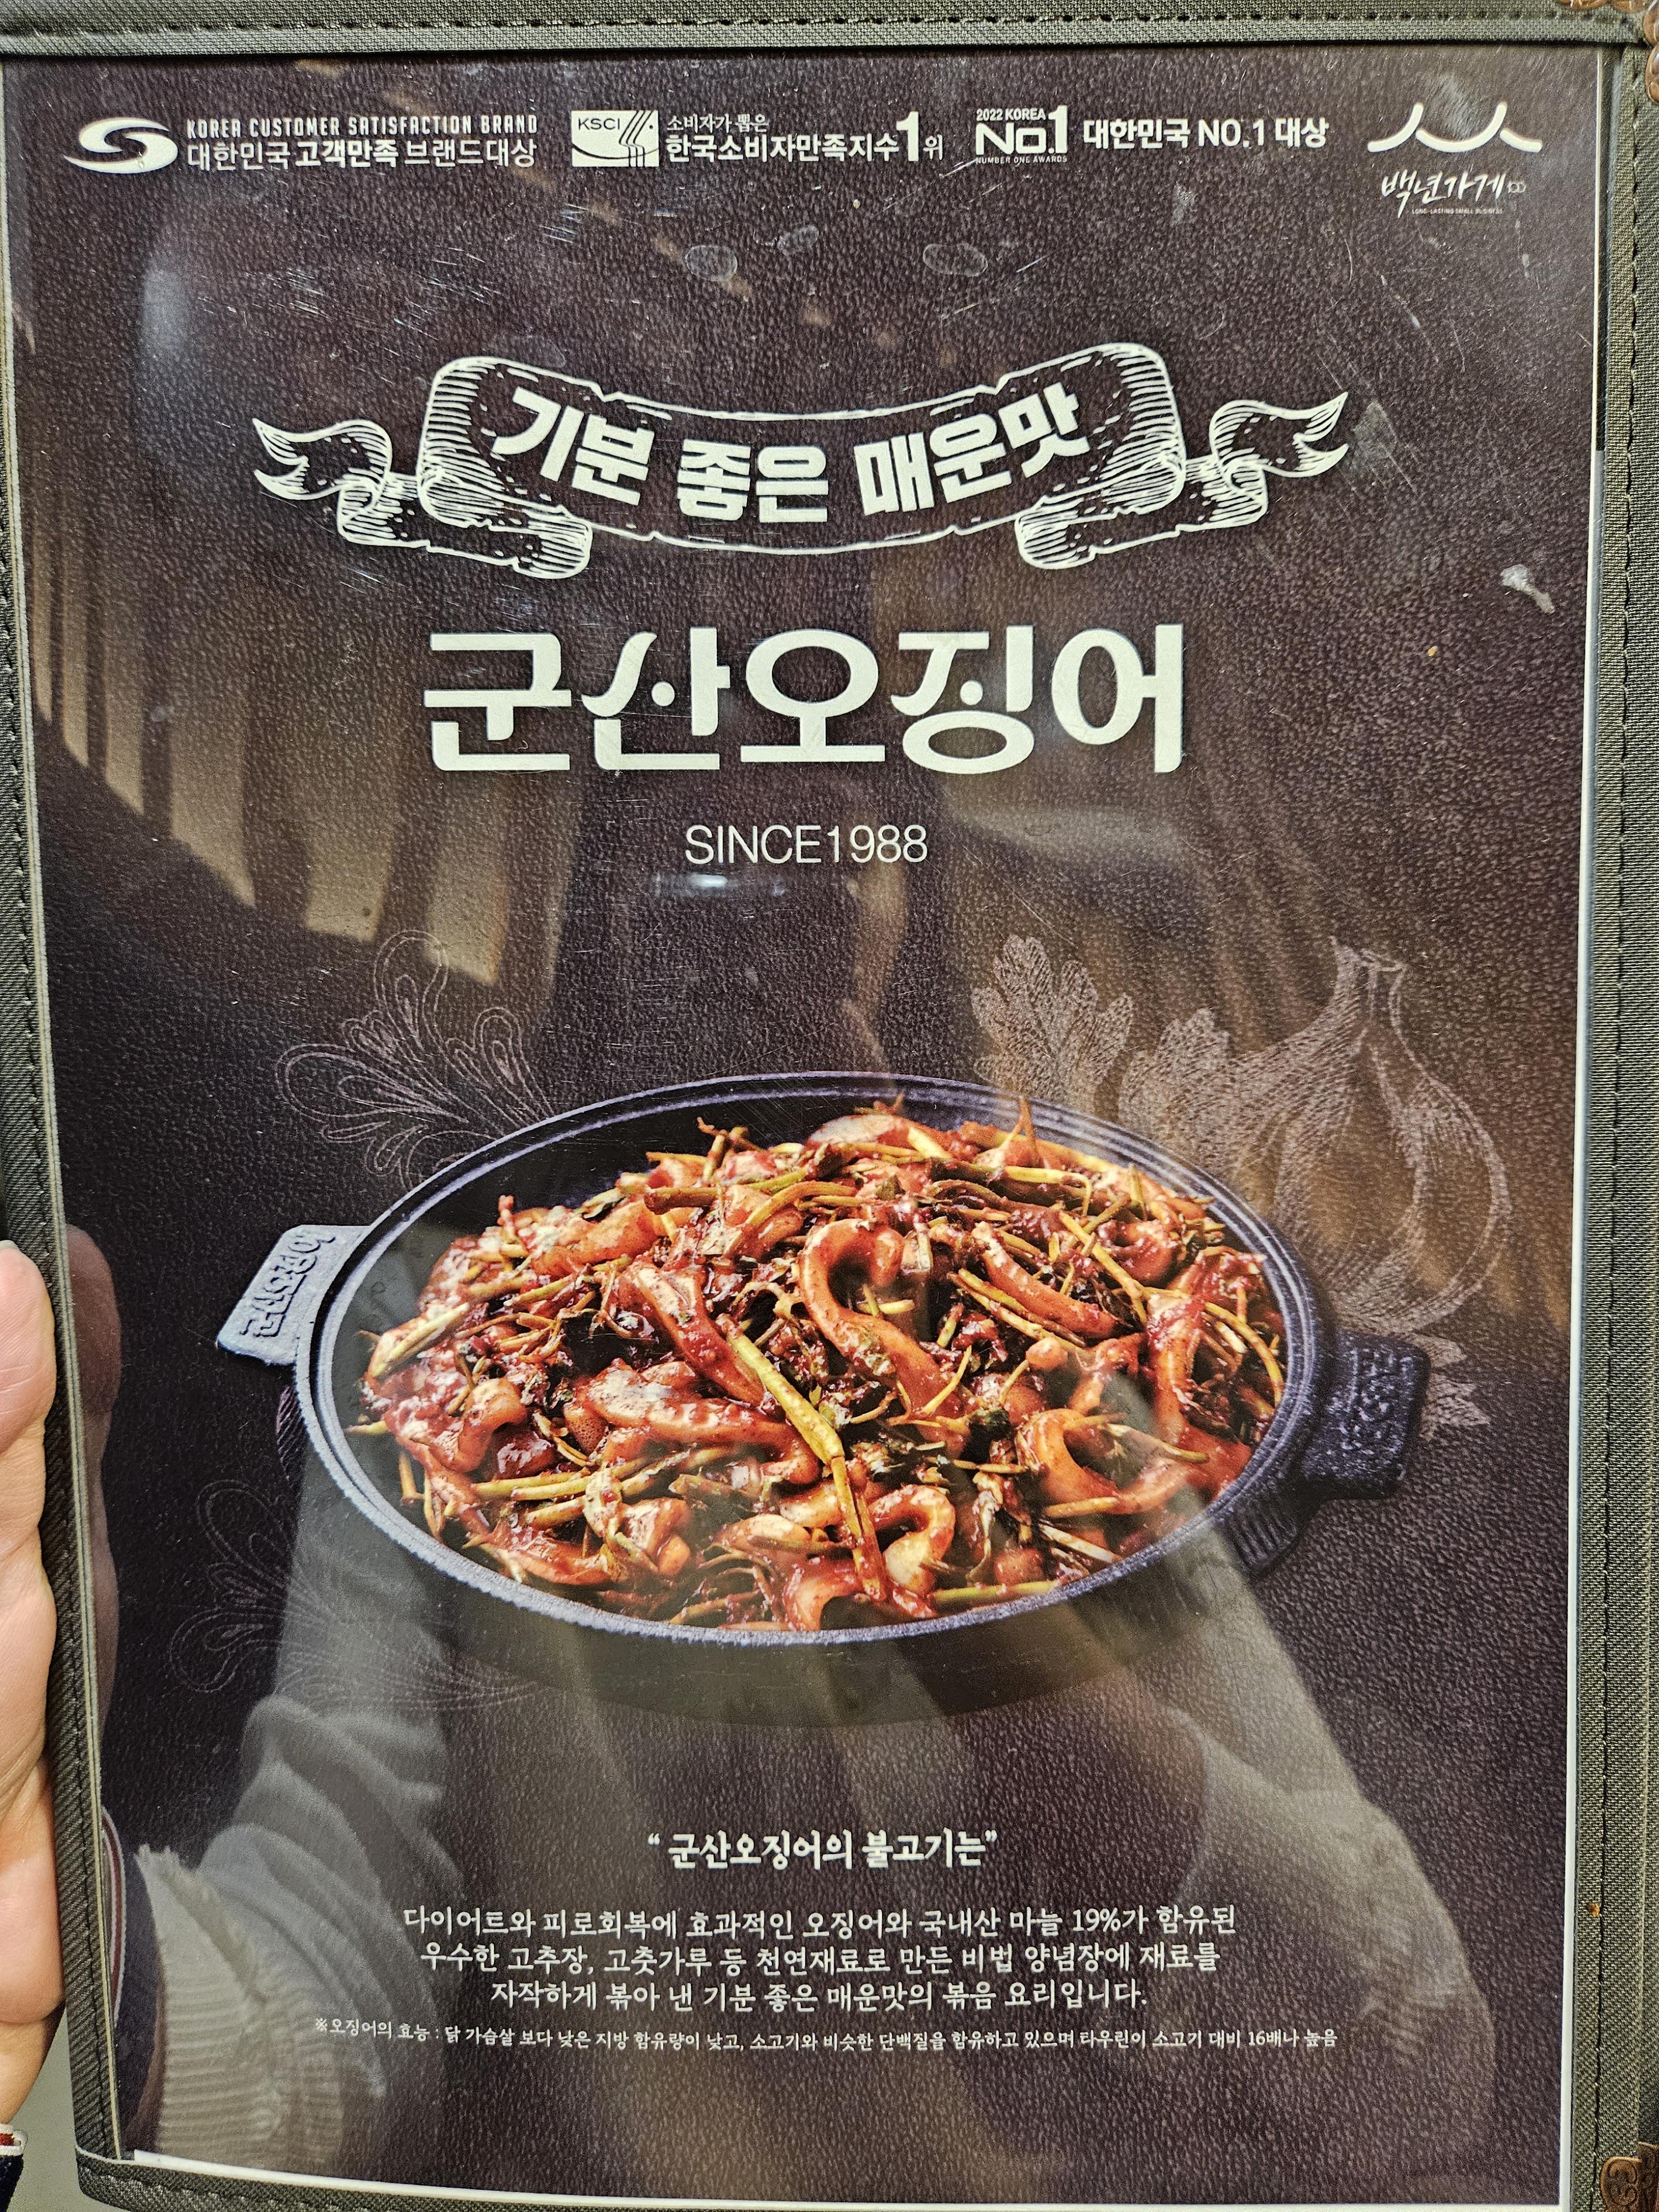 KOREA CUSTOMER SATISFACTION BRAND
대한민국 고객만족 브랜드대상
KSCI
소비자가 뽑은
한국소비자만족지수 1위
2022 KOREA
No.1
NUMBER ONE AWARDS
대한민국 NO.1 대상
백년가게
LONG-LASTING SMALL BUSINESS
기분 좋은 매운맛
군산오징어
SINCE1988
“ 군산오징어의 불고기는”
다이어트와 피로회복에 효과적인 오징어와 국내산 마늘 19%가 함유된
우수한 고추장, 고춧가루 등 천연재료로 만든 비법 양념장에 재료를
자작하게 볶아 낸 기분 좋은 매운맛의 볶음 요리입니다.
※오징어의 효능 : 닭 가슴살 보다 낮은 지방 함유량이 낮고, 소고기와 비슷한 단백질을 함유하고 있으며 타우린이 소고기 대비 16배나 높음